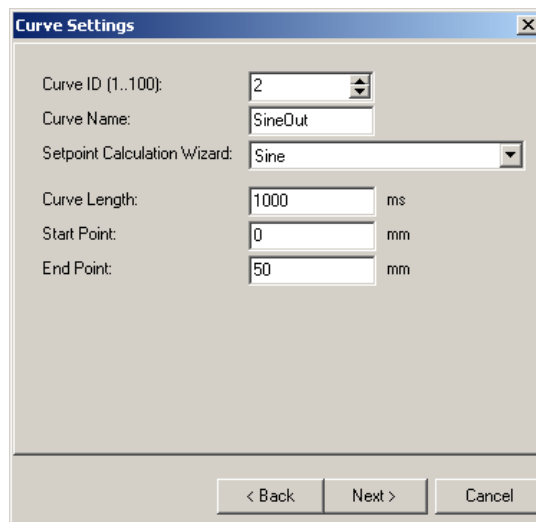 Curve Settings
Curve ID (1..100): 2
Curve Name: SineOut
Setpoint Calculation Wizard: Sine
Curve Length: 1000 ms
Start Point: 0 mm
End Point: 50 mm
< Back Next > Cancel